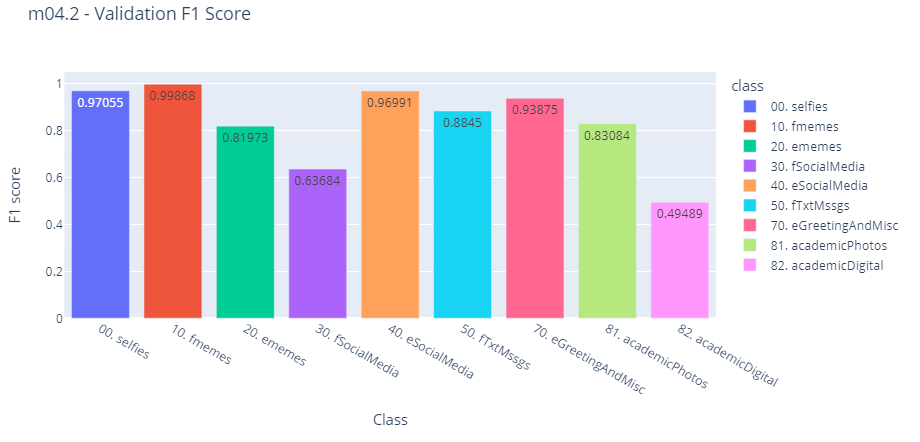 m04.2 - Validation F1 Score
F1 score
1
0.8
0.6
0.4
0.2
0
0.97055
0.99868
0.81973
0.63684
0.96991
0.8845
0.93875
0.83084
0.49489
00. selfies
10. fmemes
20. ememes
30. fSocialMedia
40. eSocialMedia
50. fTxtMssgs
70. eGreetingAndMisc
81. academicPhotos
82. academicDigital
Class
class
00. selfies
10. fmemes
20. ememes
30. fSocialMedia
40. eSocialMedia
50. fTxtMssgs
70. eGreetingAndMisc
81. academicPhotos
82. academicDigital